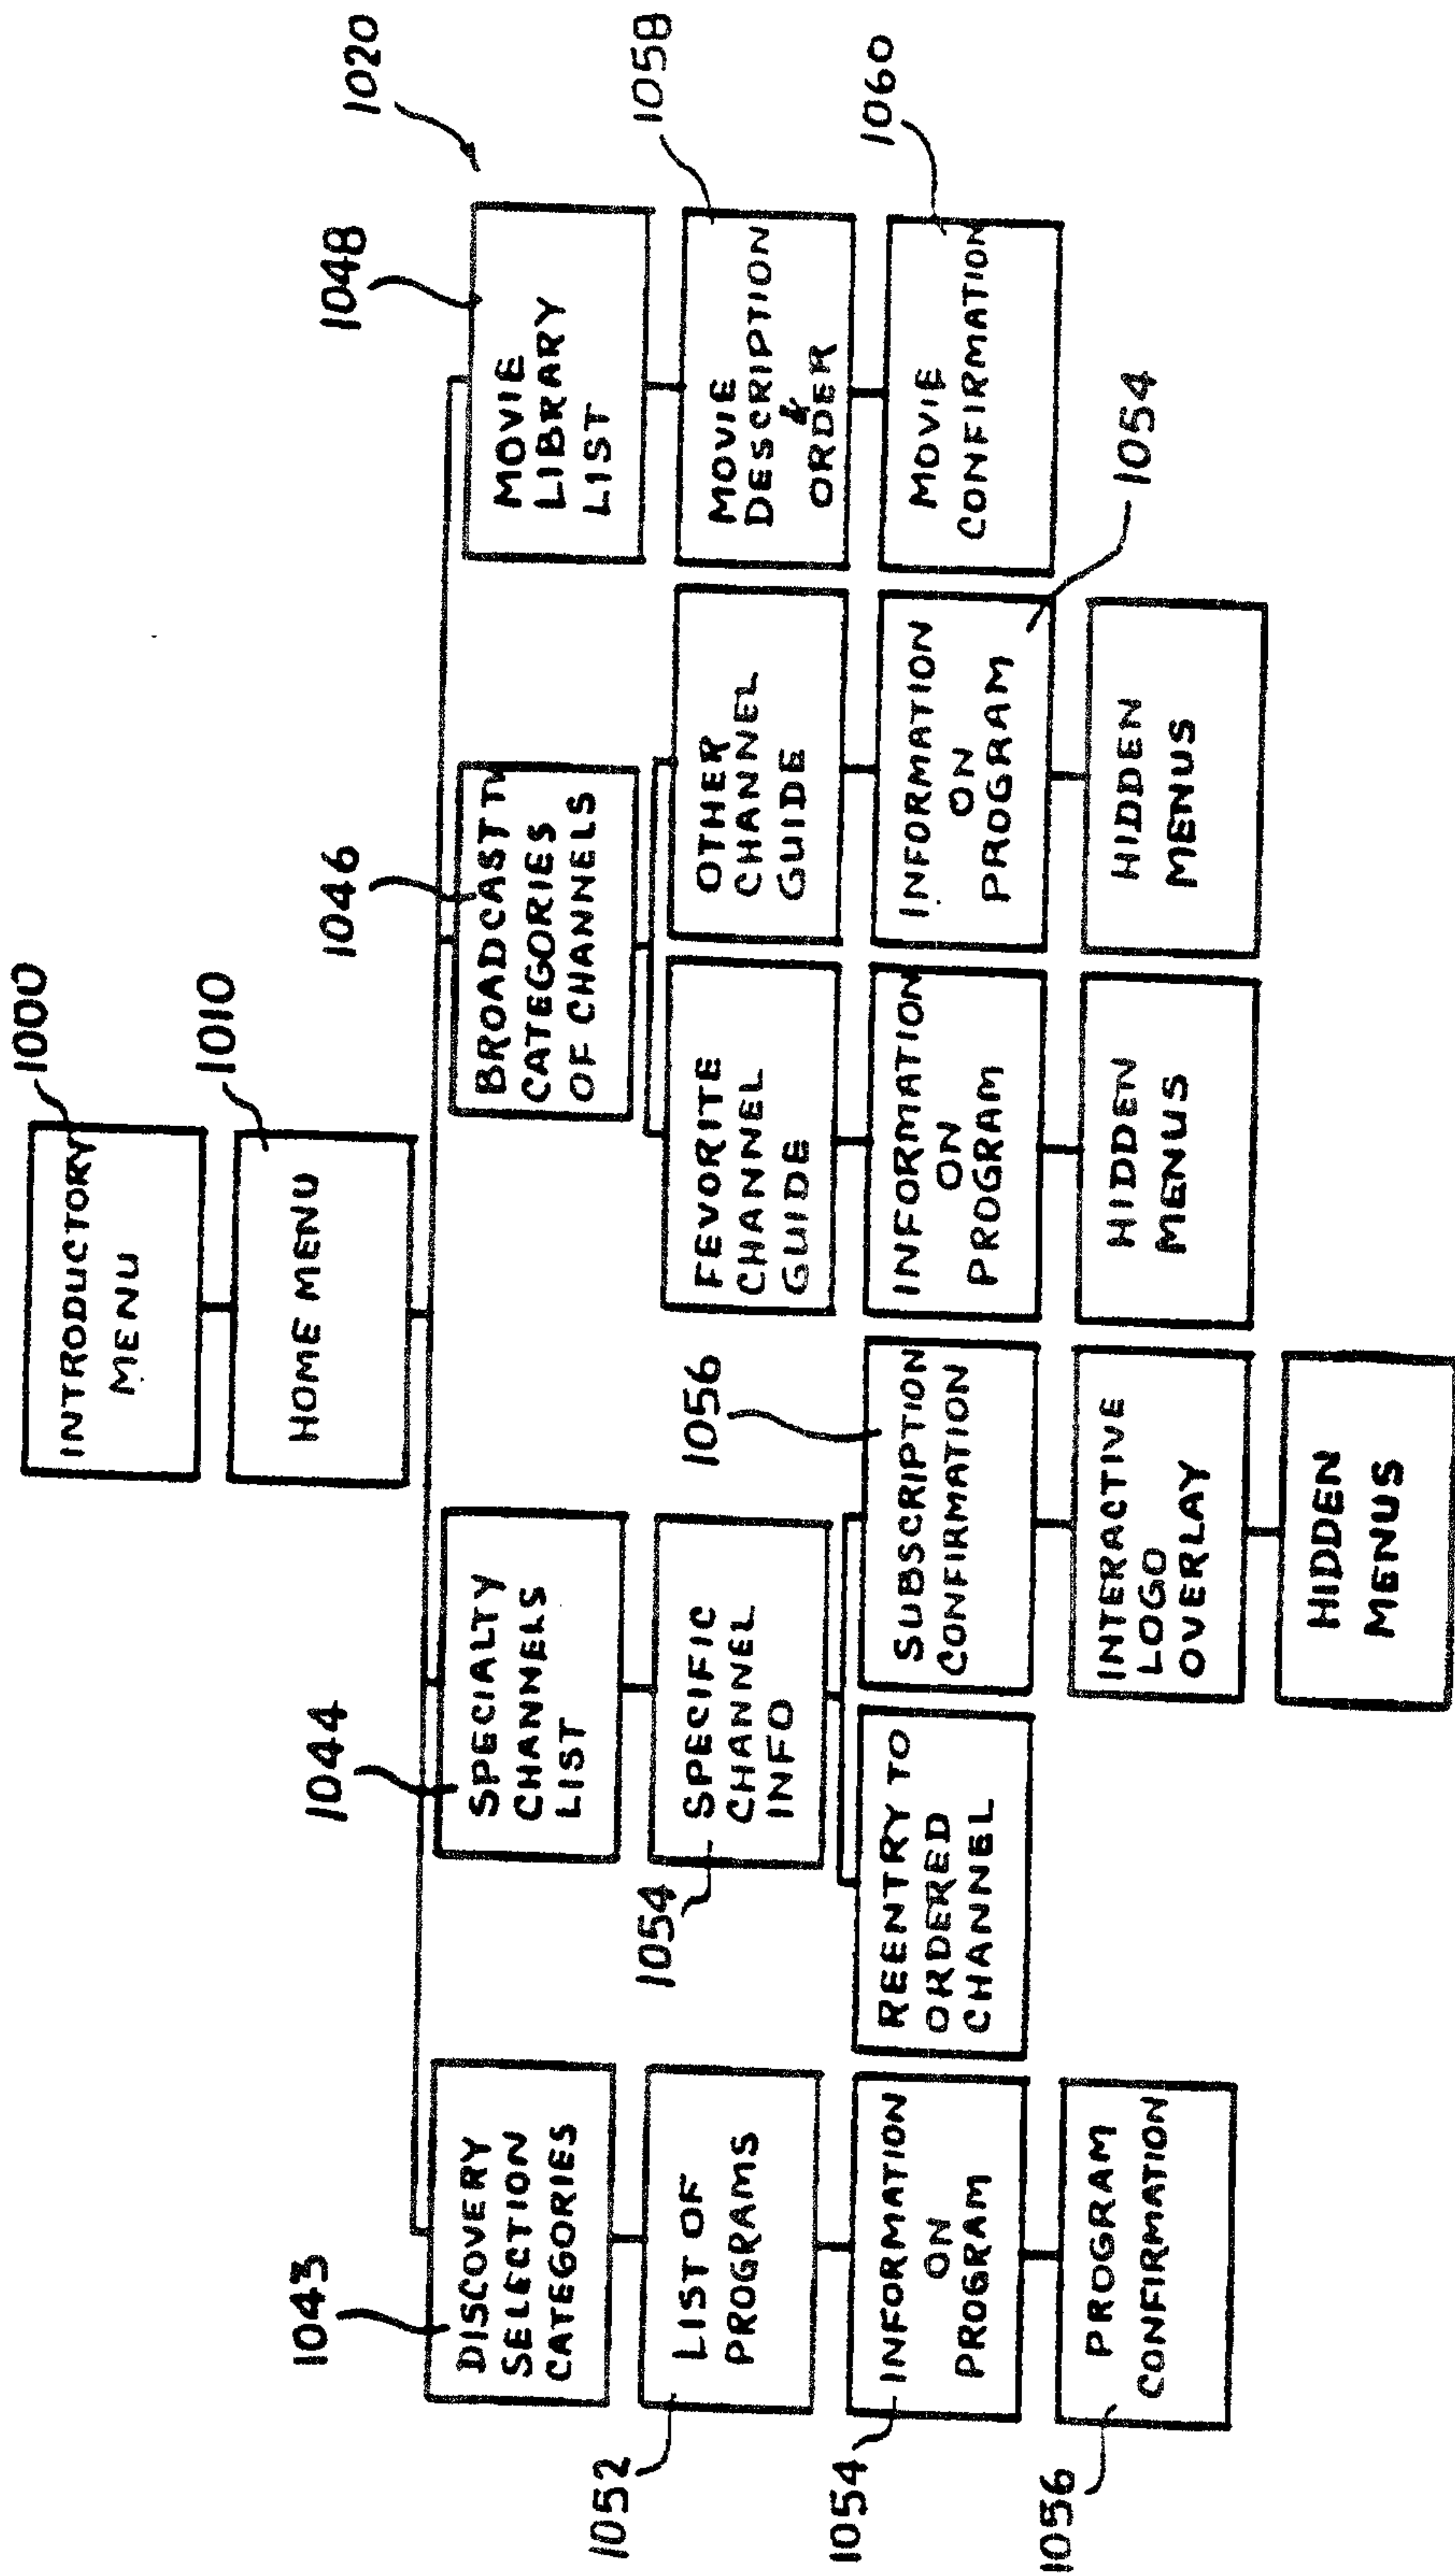 1000
INTRODUCTORY
MENU
1010
HOME MENU
1020
1043
DISCOVERY
SELECTION
CATEGORIES
1044
SPECIALTY
CHANNELS
LIST
1046
BROADCAST TV
CATEGORIES
OF CHANNELS
1048
MOVIE
LIBRARY
LIST
1052
LIST OF
PROGRAMS
1054
SPECIFIC
CHANNEL
INFO
FEVORITE
CHANNEL
GUIDE
OTHER
CHANNEL
GUIDE
1058
MOVIE
DESCRIPTION
&
ORDER
1054
INFORMATION
ON
PROGRAM
REENTRY TO
ORDERED
CHANNEL
1056
SUBSCRIPTION
CONFIRMATION
INFORMATION
ON
PROGRAM
INFORMATION
ON
PROGRAM
1054
1060
MOVIE
CONFIRMATION
1056
PROGRAM
CONFIRMATION
INTERACTIVE
LOGO
OVERLAY
HIDDEN
MENUS
HIDDEN
MENUS
HIDDEN
MENUS